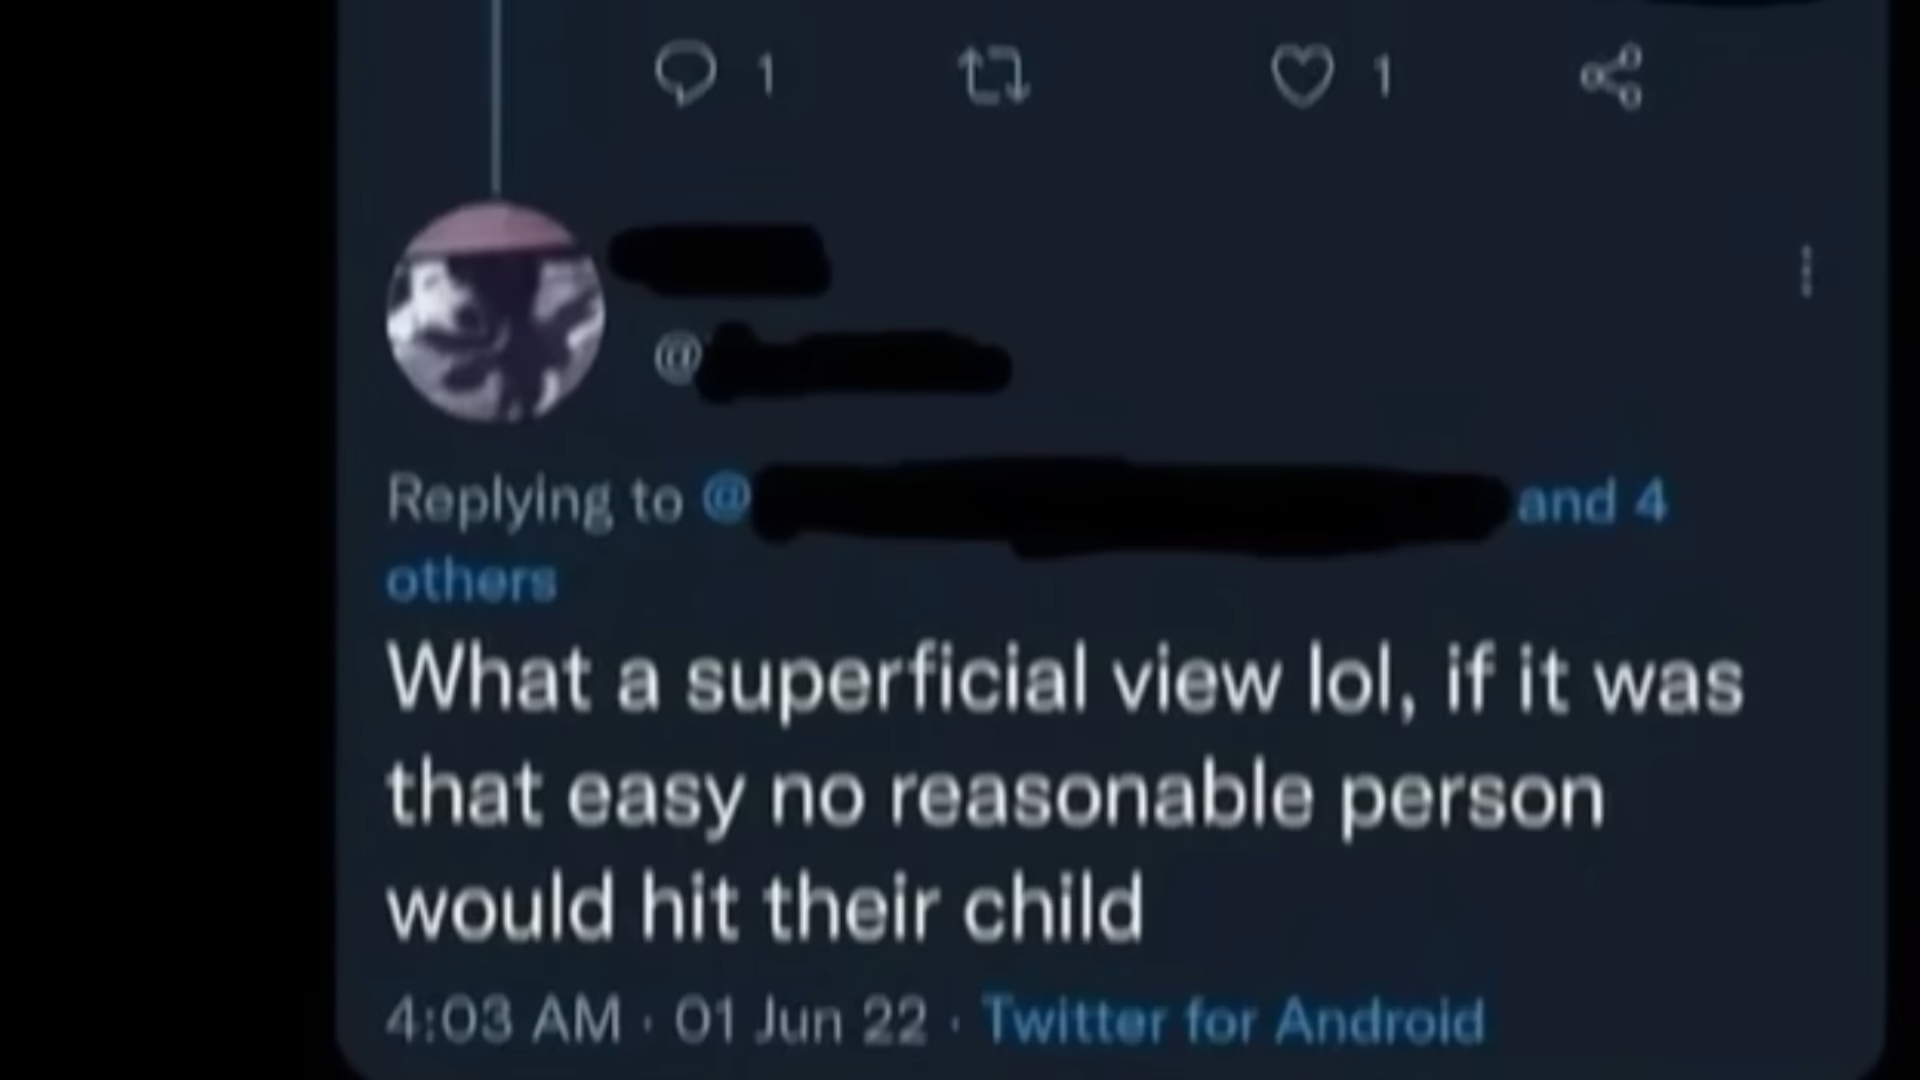 1 1
@
Replying to @ and 4
others
What a superficial view lol, if it was
that easy no reasonable person
would hit their child
4:03 AM · 01 Jun 22 · Twitter for Android